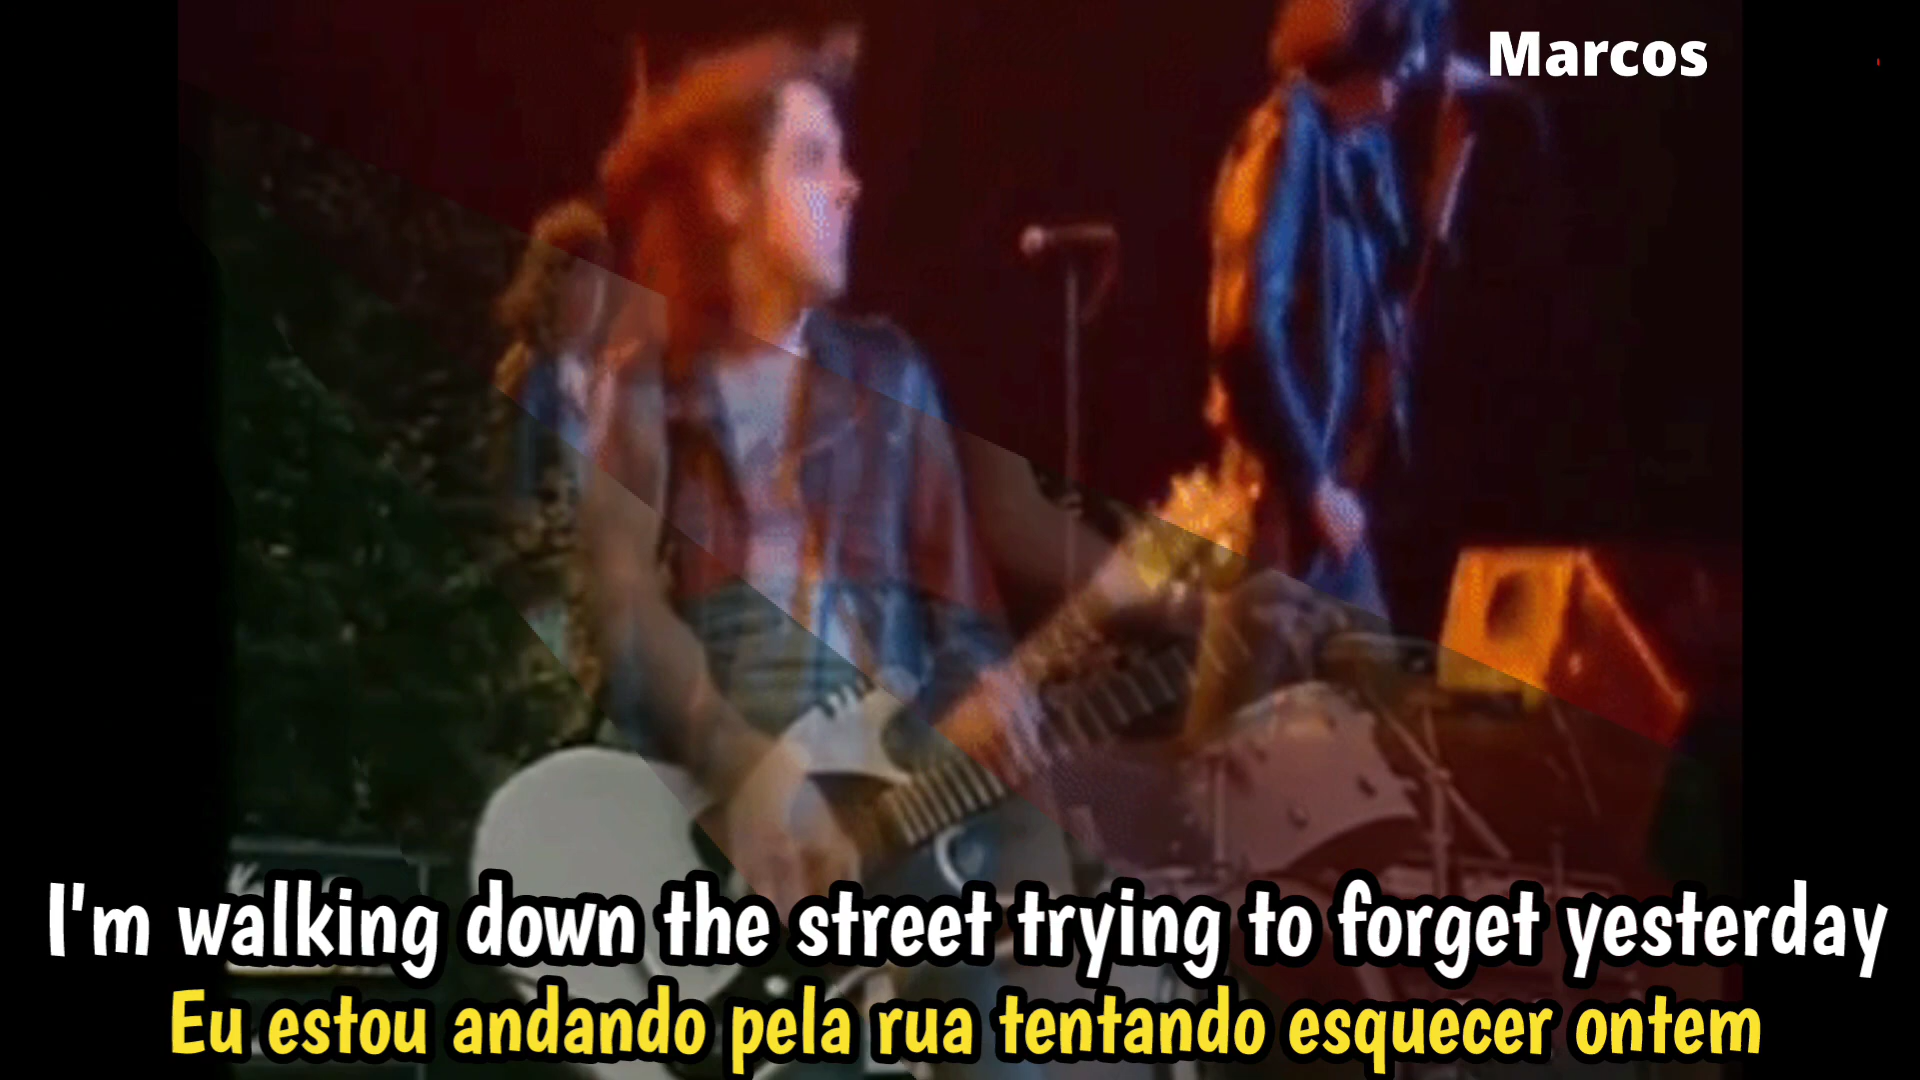 Marcos
I'm walking down the street trying to forget yesterday
Eu estou andando pela rua tentando esquecer ontem